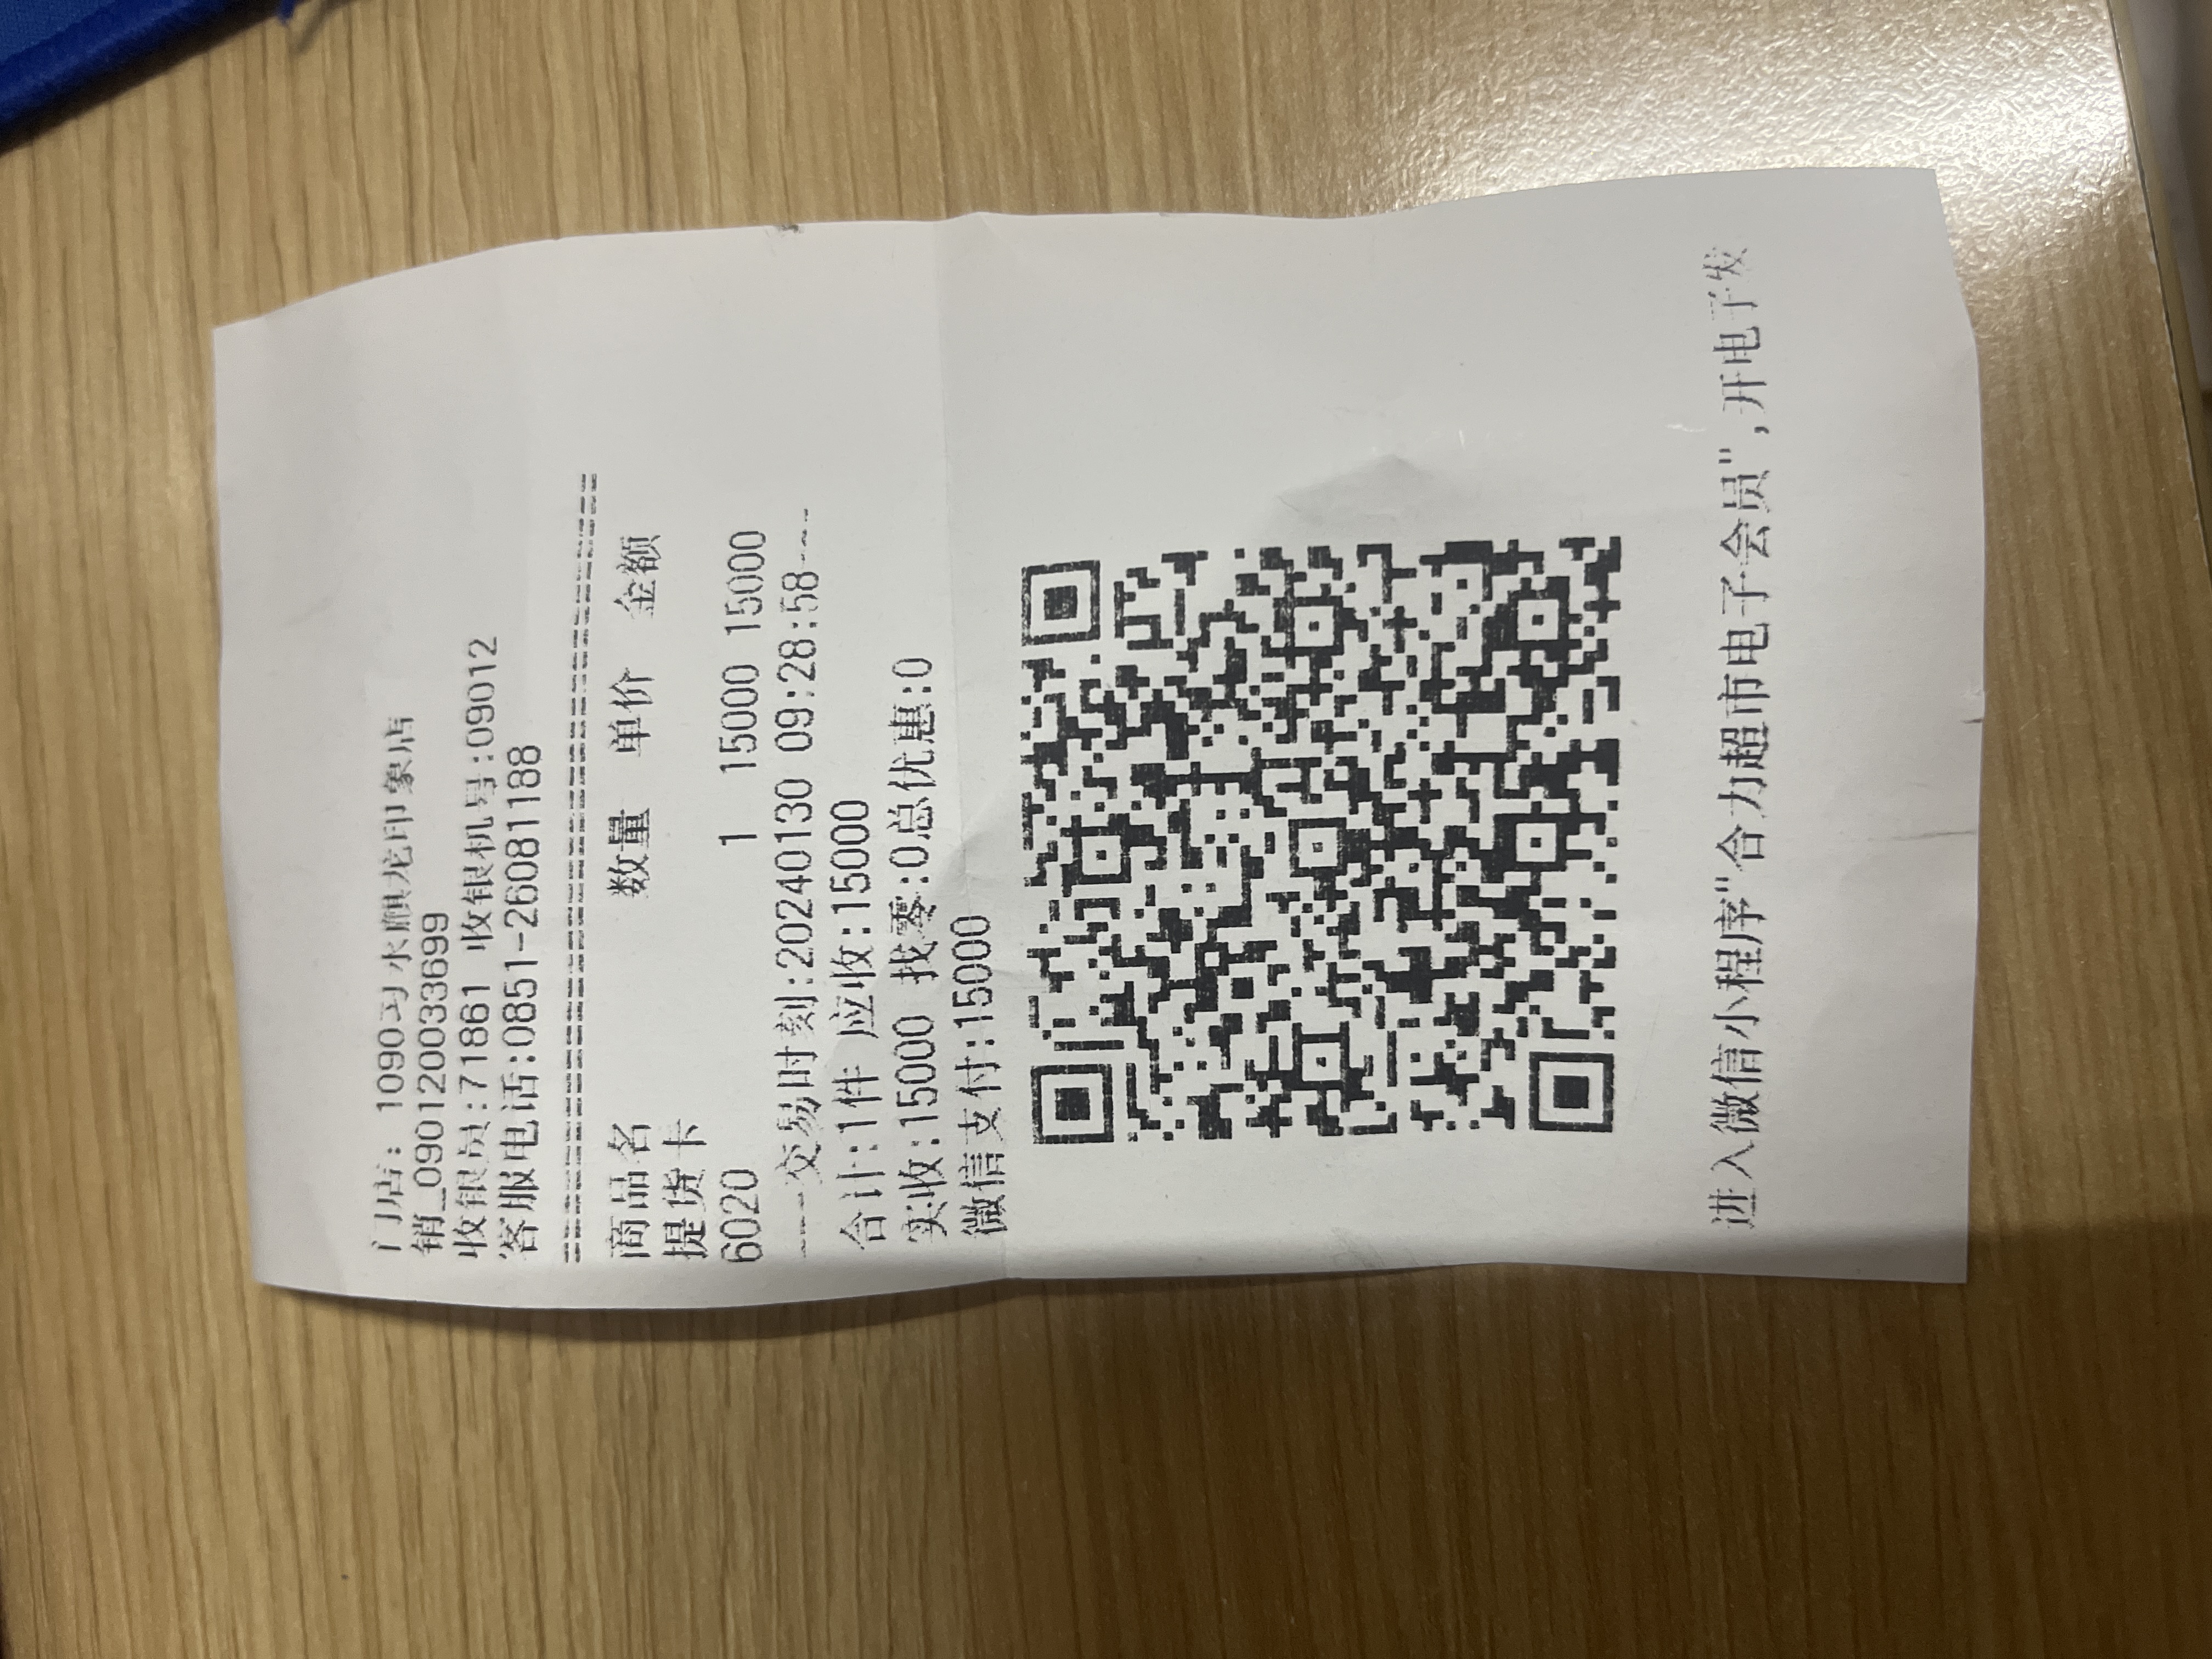 门店: 1090习水麒龙印象店
销_090120033699
收银员:71861 收银机号:09012
客服电话:0851-26081188
==========================================
商品名 数量 单价 金额
提货卡
6020 1 15000 15000
----交易时刻:20240130 09:28:58----
合计:1件 应收:15000
实收:15000 找零:0总优惠:0
微信支付:15000
进入微信小程序"合力超市电子会员",开电子发